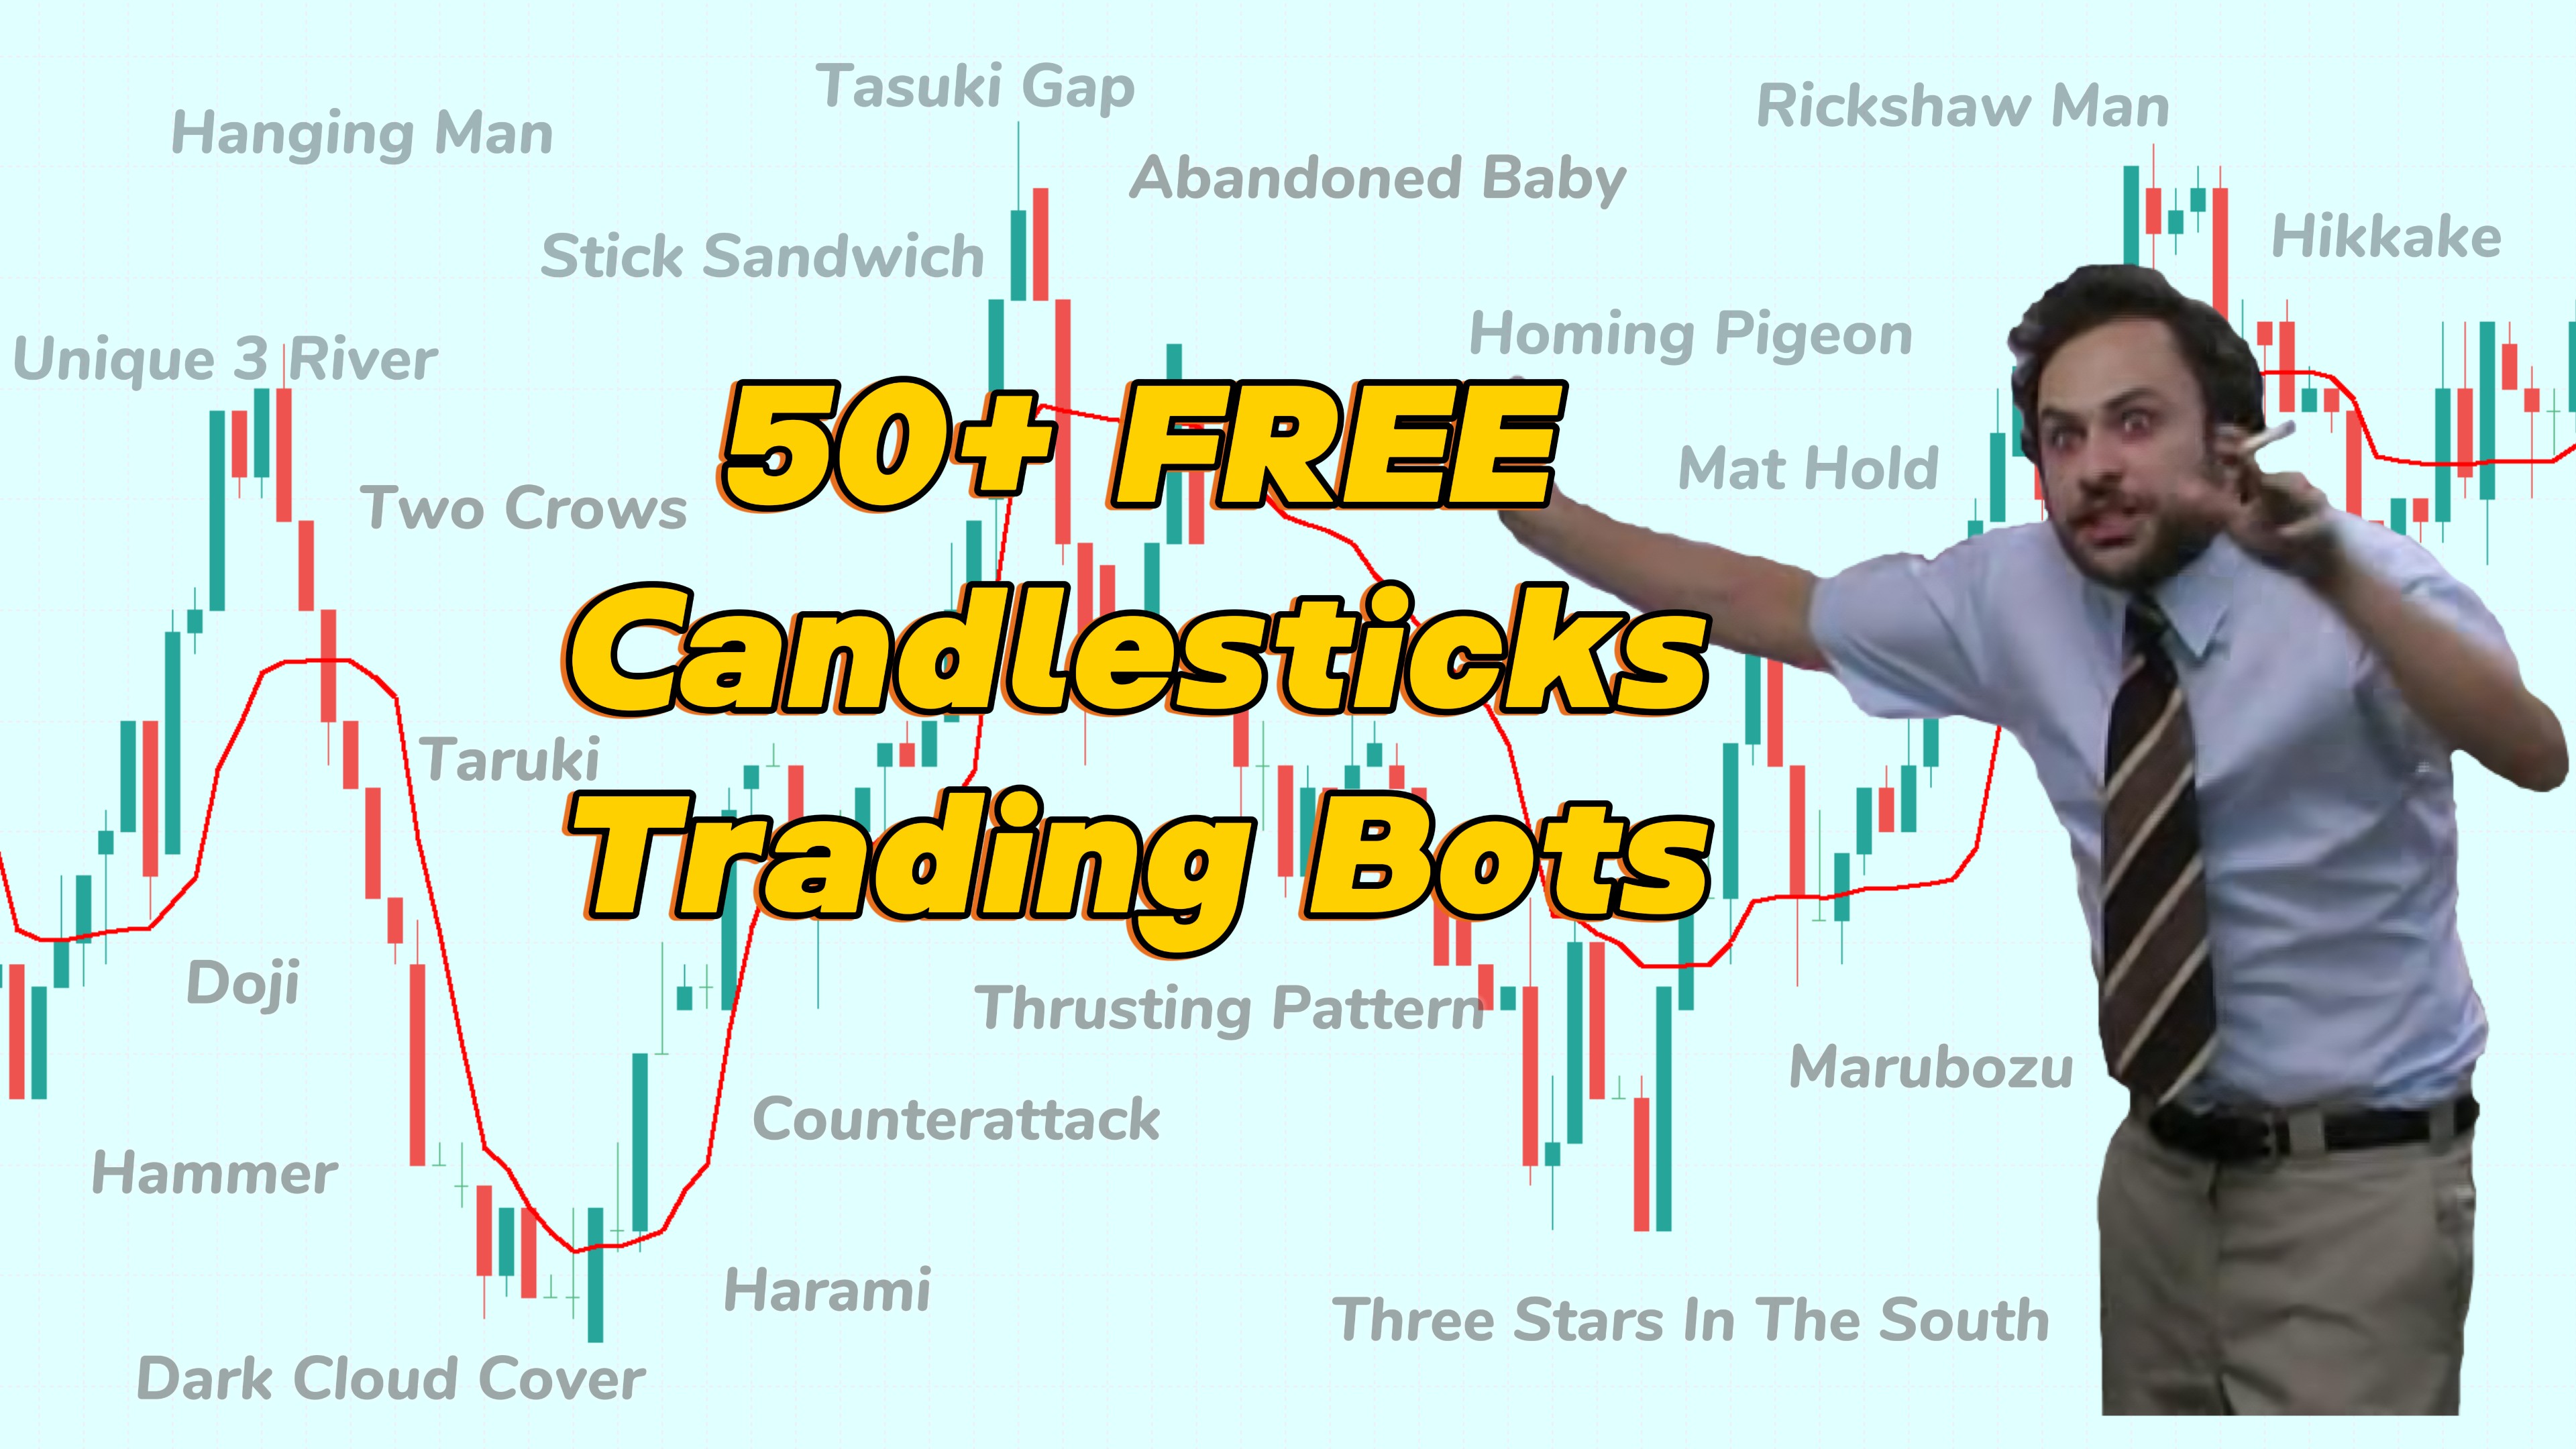 Tasuki Gap
Rickshaw Man
Hanging Man
Abandoned Baby
Hikkake
Stick Sandwich
Homing Pigeon
Unique 3 River
50+ FREE
Mat Hold
Two Crows
Candlesticks
Taruki
Trading Bots
Doji
Thrusting Pattern
Marubozu
Counterattack
Hammer
Harami
Three Stars In The South
Dark Cloud Cover